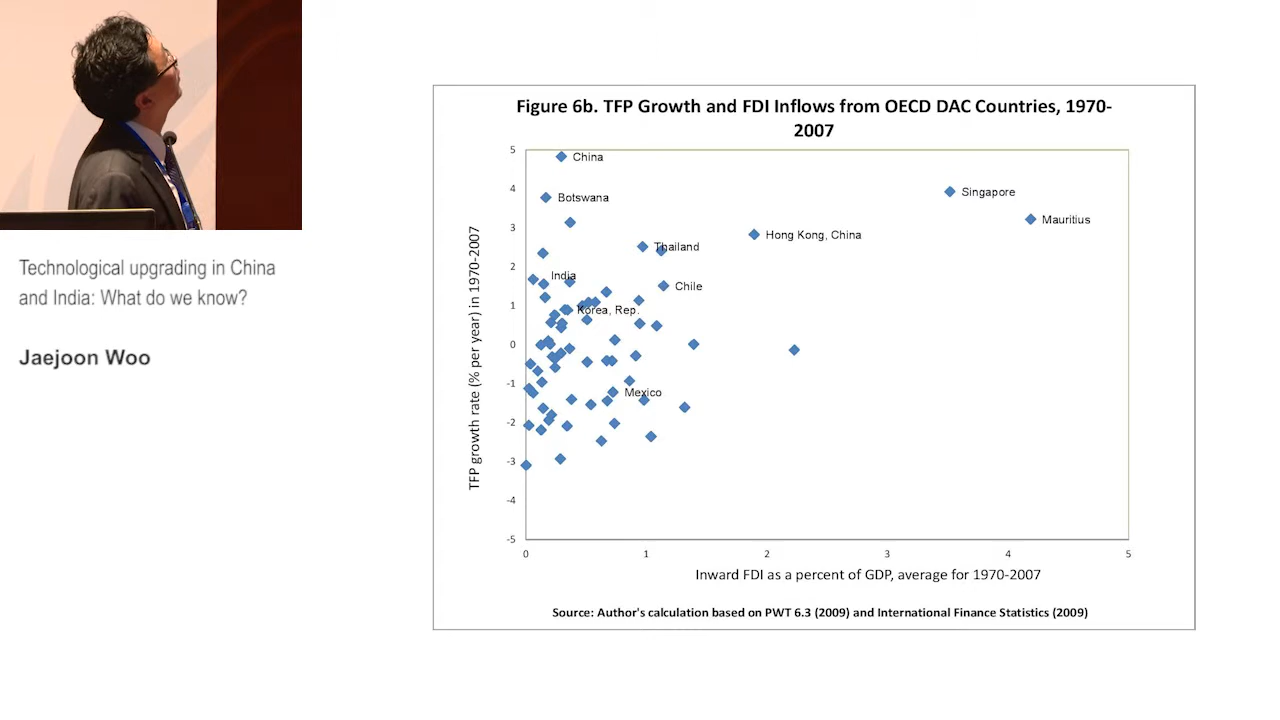 Technological upgrading in China
and India: What do we know?
Jaejoon Woo
Figure 6b. TFP Growth and FDI Inflows from OECD DAC Countries, 1970-
2007
TFP growth rate (% per year) in 1970-2007
5
4
3
2
1
0
-1
-2
-3
-4
-5
China
Singapore
Botswana
Mauritius
Hong Kong, China
Thailand
India
Chile
Korea, Rep.
Mexico
0 1 2 3 4 5
Inward FDI as a percent of GDP, average for 1970-2007
Source: Author's calculation based on PWT 6.3 (2009) and International Finance Statistics (2009)